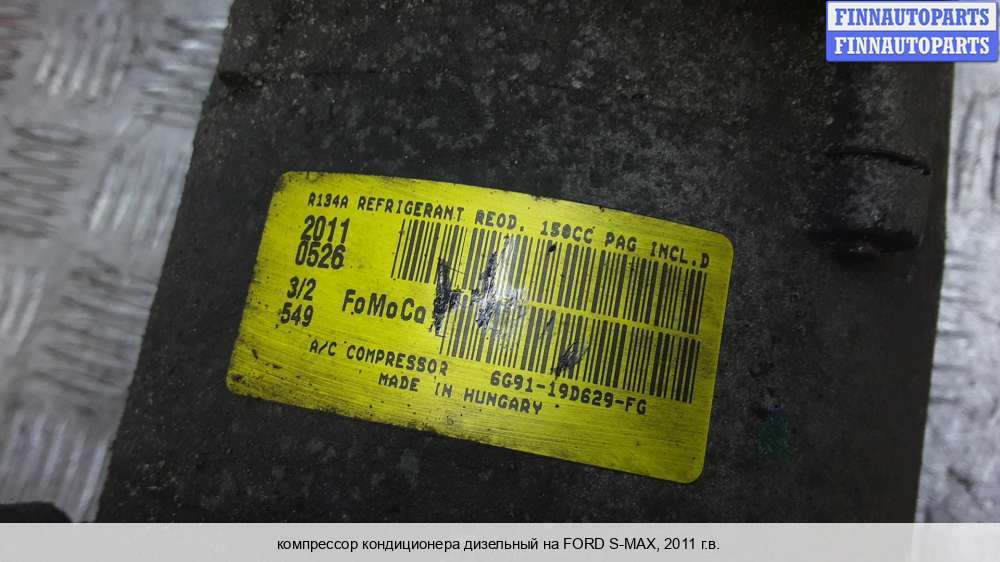 FINNAUTOPARTS
FINNAUTOPARTS
R134A REFRIGERANT REOD. 150CC PAG INCL.D
2011
0526
3/2
549
FoMoCo
H
A/C COMPRESSOR 6G91-19D629-FG
MADE IN HUNGARY
компрессор кондиционера дизельный на FORD S-MAX, 2011 г.в.